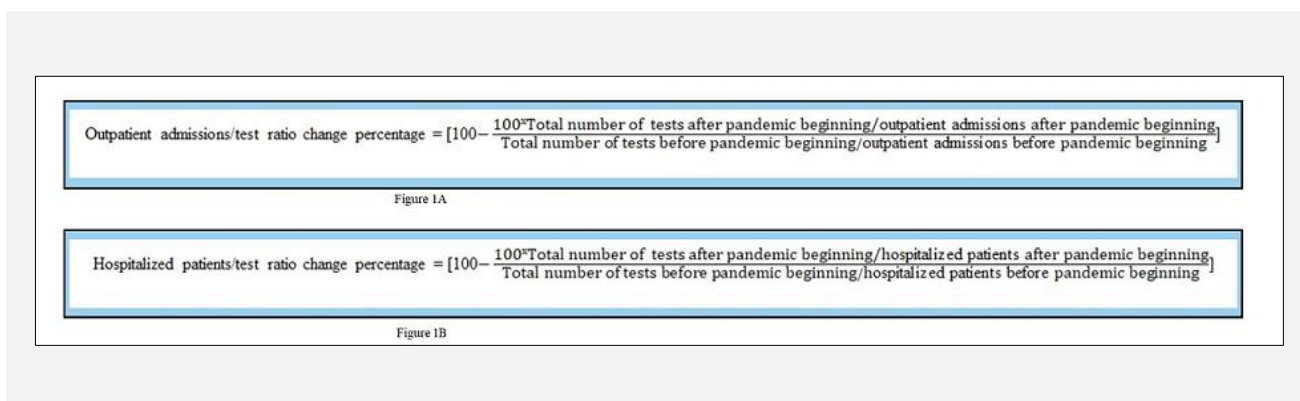 Outpatient admissions/test ratio change percentage = [100− 100*Total number of tests after pandemic beginning/outpatient admissions after pandemic beginning
Total number of tests before pandemic beginning/outpatient admissions before pandemic beginning ]
Figure 1A
Hospitalized patients/test ratio change percentage = [100− 100*Total number of tests after pandemic beginning/hospitalized patients after pandemic beginning
Total number of tests before pandemic beginning/hospitalized patients before pandemic beginning ]
Figure 1B